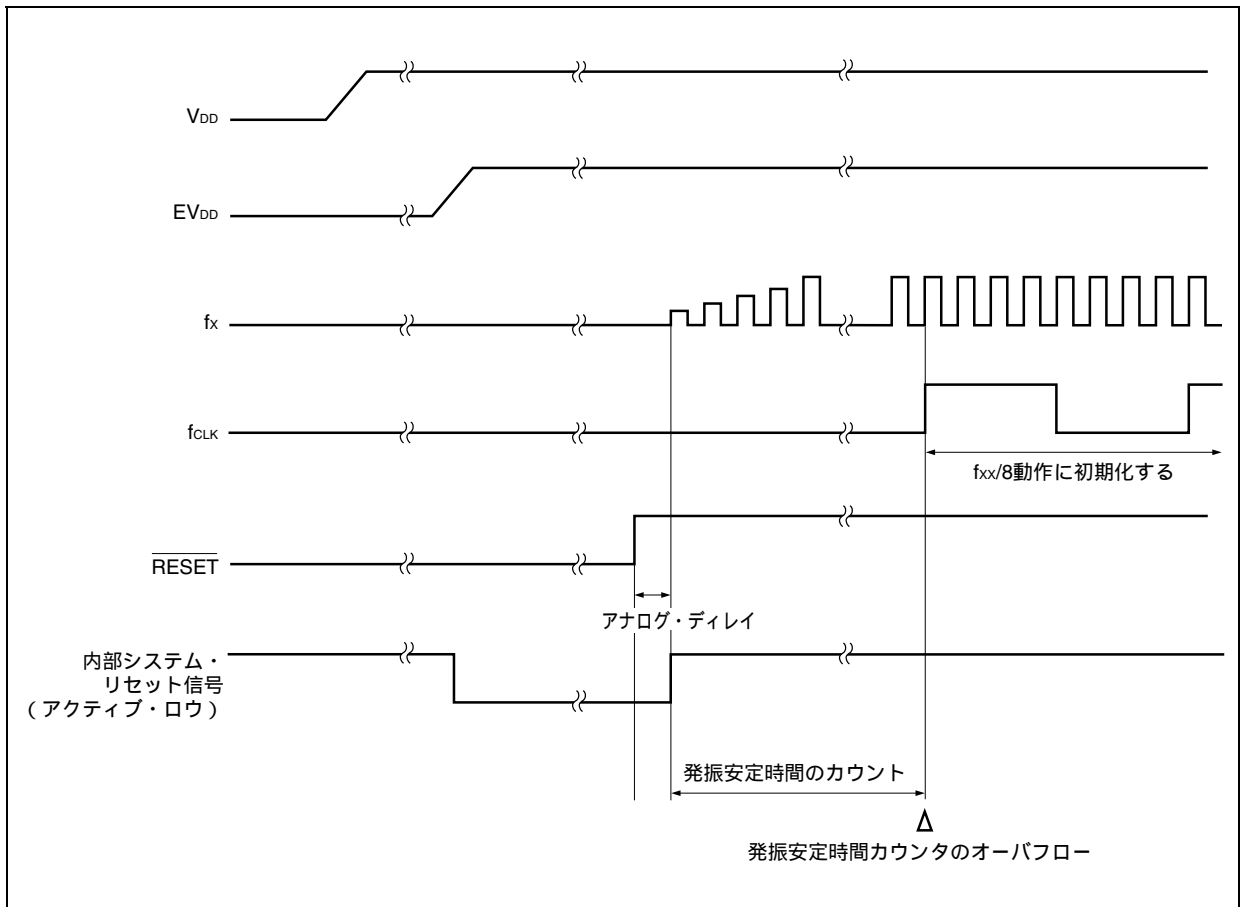 VDD
EVDD
fX
fCLK
fXX/8動作に初期化する
RESET
アナログ・ディレイ
内部システム・
リセット信号
（アクティブ・ロウ）
発振安定時間のカウント
発振安定時間カウンタのオーバフロー